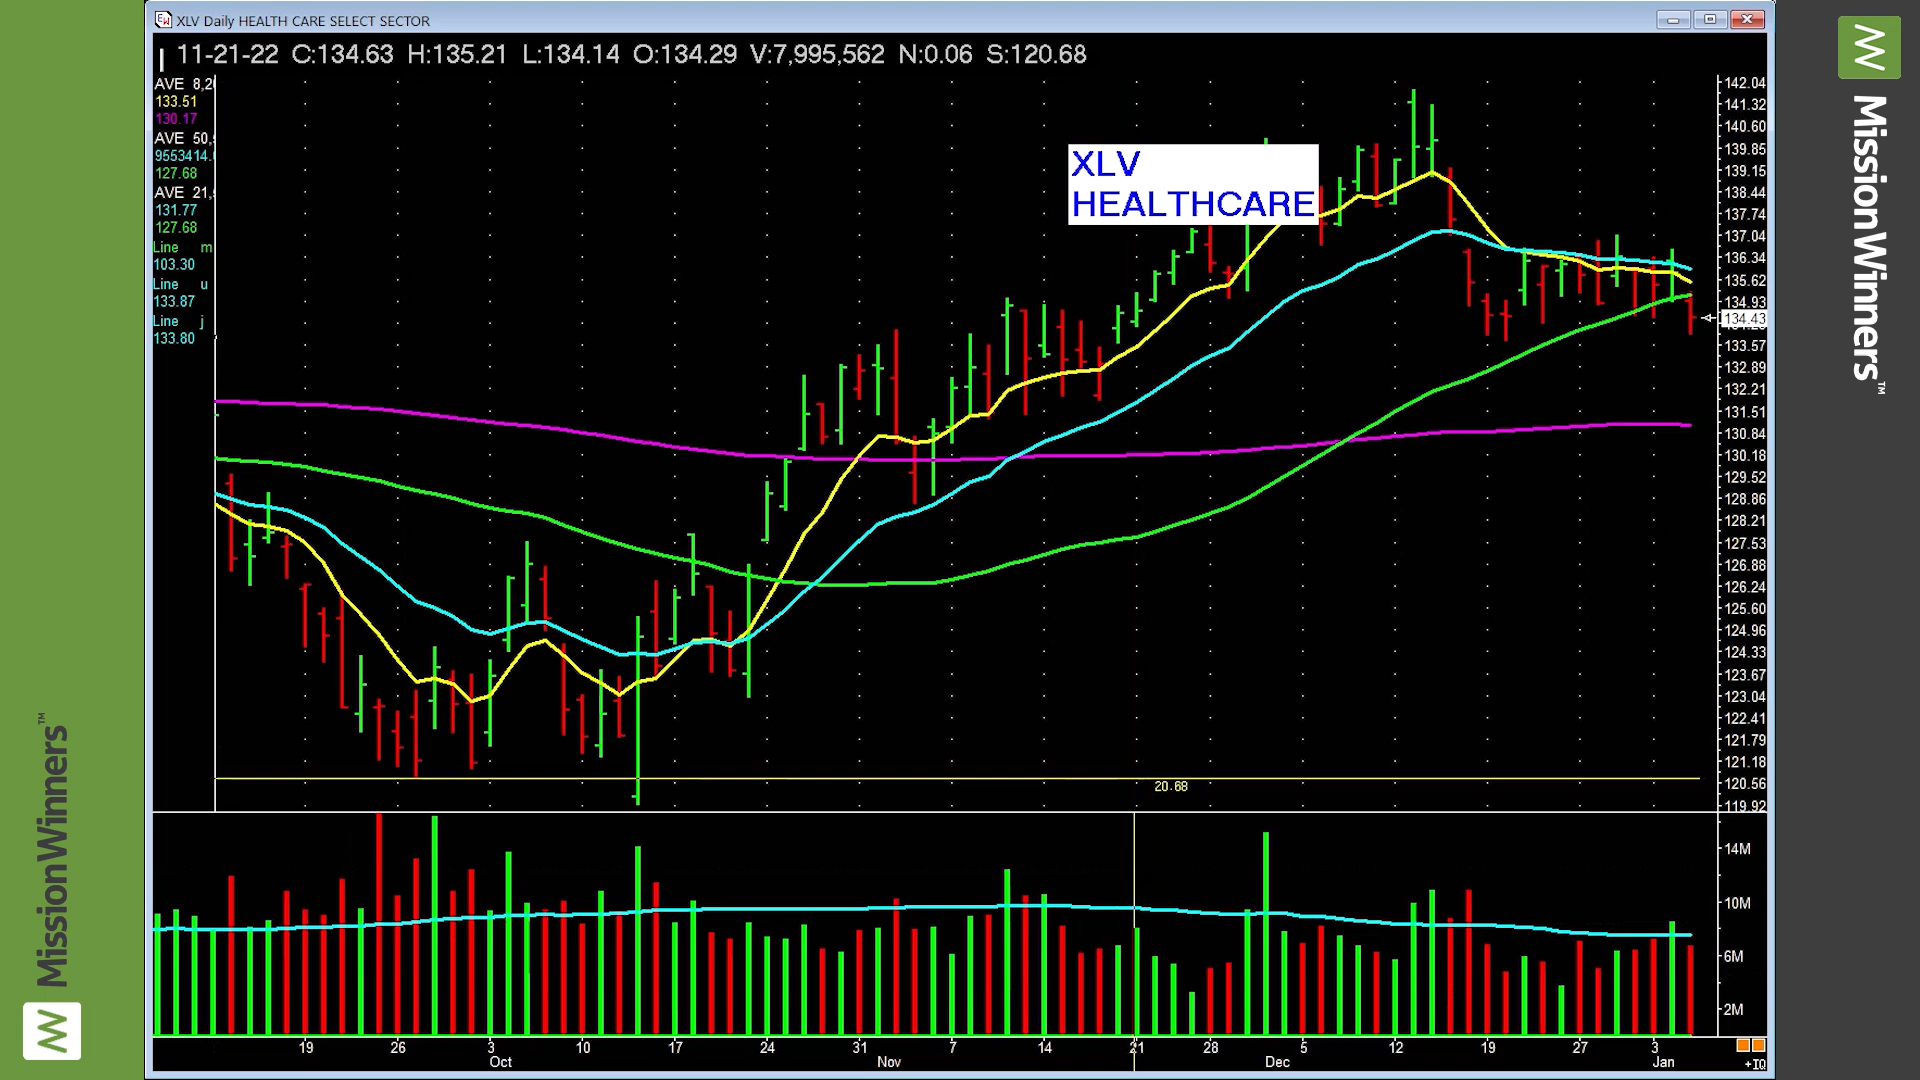 XLV Daily HEALTH CARE SELECT SECTOR
11-21-22 C:134.63 H:135.21 L:134.14 O:134.29 V:7,995,562 N:0.06 S:120.68
AVE 8,20
133.51
130.17
AVE 50,
9553414.
127.68
AVE 21,
131.77
127.68
Line m
103.30
Line u
133.87
Line j
133.80
XLV
HEALTHCARE
142.04
141.32
140.60
139.85
139.15
138.44
137.74
137.04
136.34
135.62
134.93
134.43
133.57
132.89
132.21
131.51
130.84
130.18
129.52
128.86
128.21
127.53
126.88
126.24
125.60
124.96
124.33
123.67
123.04
122.41
121.79
121.18
120.56
119.92
20.68
14M
10M
6M
2M
19 26 3 10 17 24 31 7 14 21 28 5 12 19 27 3
Oct Nov Dec Jan
+IQ
MissionWinners™
MissionWinners™